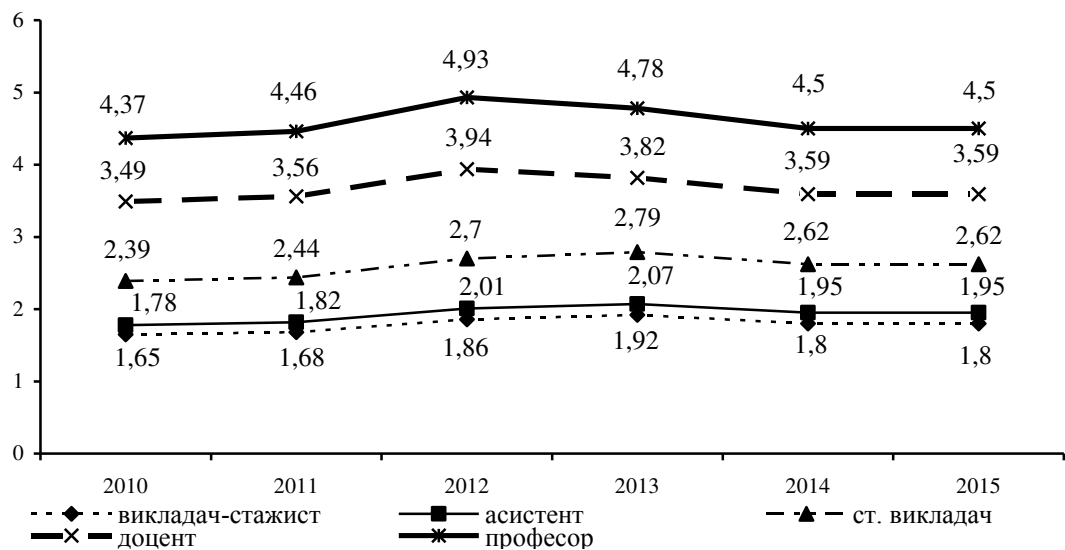 6
5
4
3
2
1
0
4,37 4,46 4,93 4,78 4,5 4,5
3,49 3,56 3,94 3,82 3,59 3,59
2,39 2,44 2,7 2,79 2,62 2,62
1,78 1,82 2,01 2,07 1,95 1,95
1,65 1,68 1,86 1,92 1,8 1,8
2010 2011 2012 2013 2014 2015
викладач-стажист асистент ст. викладач
доцент професор